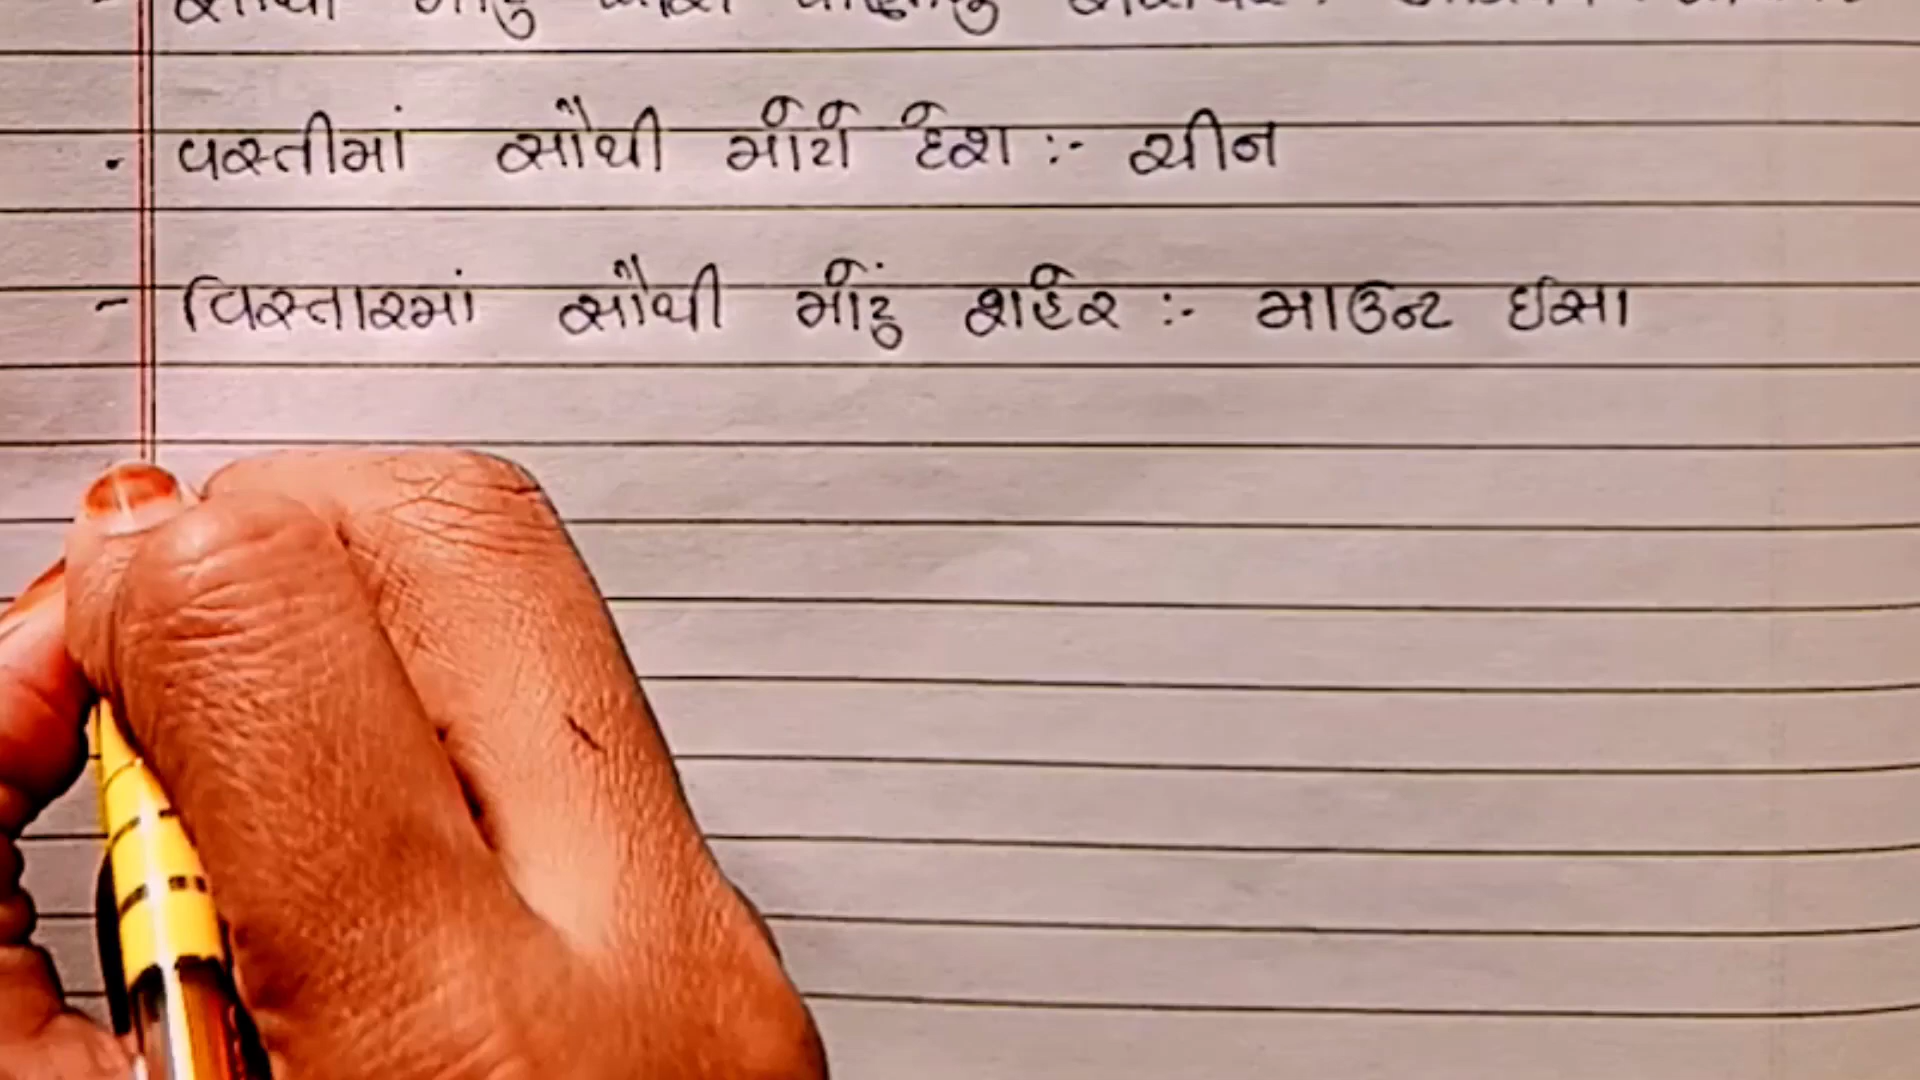 - સૌથી મોટું
- વસ્તીમાં સૌથી મોટો દેશ :- ચીન
- વિસ્તારમાં સૌથી મોટું શહેર :- માઉન્ટ ઈસા